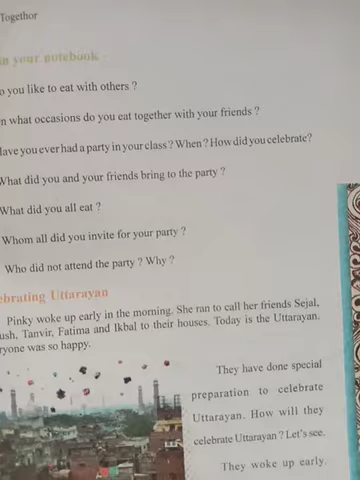 Togethor
in your notebook
o you like to eat with others ?
n what occasions do you eat together with your friends ?
Have you ever had a party in your class ? When ? How did you celebrate?
What did you and your friends bring to the party ?
What did you all eat ?
Whom all did you invite for your party ?
Who did not attend the party ? Why ?
ebrating Uttarayan
Pinky woke up early in the morning. She ran to call her friends Sejal,
ush, Tanvir, Fatima and Ikbal to their houses. Today is the Uttarayan.
ryone was so happy.
They have done special
preparation to celebrate
Uttarayan. How will they
celebrate Uttarayan ? Let's see.
They woke up early.